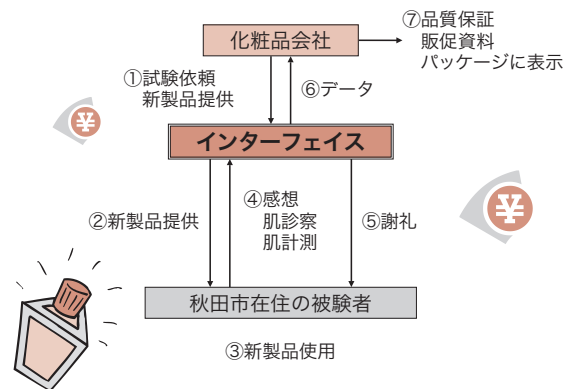 化粧品会社
⑦品質保証
販促資料
パッケージに表示
①試験依頼
新製品提供
⑥データ
¥
インターフェイス
②新製品提供
④感想
肌診察
肌計測
⑤謝礼
¥
秋田市在住の被験者
③新製品使用